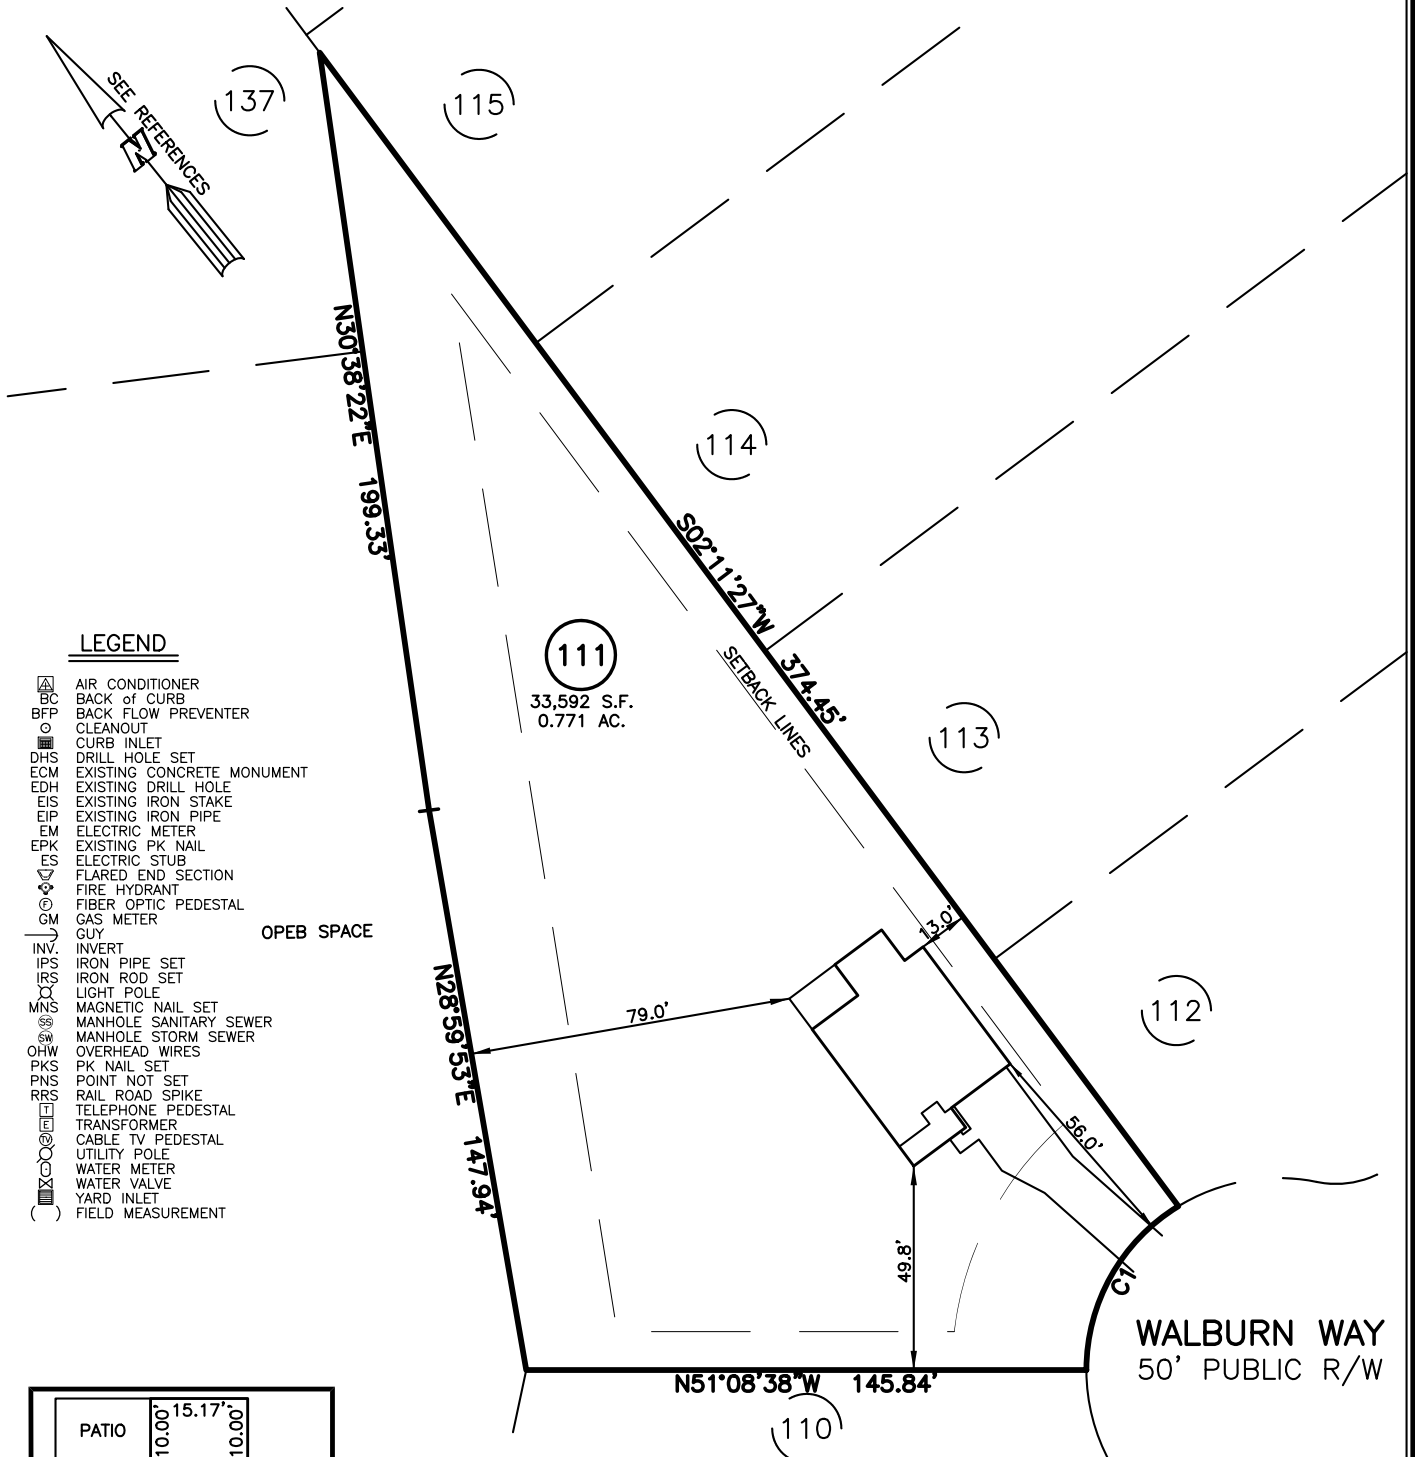 SEE REFERENCES
N
137
115
N30°38'22"E 199.33'
114
S02°11'27"W 374.45'
SETBACK LINES
111
33,592 S.F.
0.771 AC.
113
LEGEND
AIR CONDITIONER
BC BACK of CURB
BFP BACK FLOW PREVENTER
CLEANOUT
CURB INLET
DHS DRILL HOLE SET
ECM EXISTING CONCRETE MONUMENT
EDH EXISTING DRILL HOLE
EIS EXISTING IRON STAKE
EIP EXISTING IRON PIPE
EM ELECTRIC METER
EPK EXISTING PK NAIL
ES ELECTRIC STUB
FLARED END SECTION
FIRE HYDRANT
F FIBER OPTIC PEDESTAL
GM GAS METER
GUY
INV. INVERT
IPS IRON PIPE SET
IRS IRON ROD SET
LIGHT POLE
MNS MAGNETIC NAIL SET
SS MANHOLE SANITARY SEWER
SW MANHOLE STORM SEWER
OHW OVERHEAD WIRES
PKS PK NAIL SET
PNS POINT NOT SET
RRS RAIL ROAD SPIKE
T TELEPHONE PEDESTAL
E TRANSFORMER
TV CABLE TV PEDESTAL
UTILITY POLE
WATER METER
WATER VALVE
YARD INLET
( ) FIELD MEASUREMENT
OPEB SPACE
13.0'
79.0'
112
N28°59'53"E 147.94'
56.0'
49.8'
C1
WALBURN WAY
50' PUBLIC R/W
N51°08'38"W 145.84'
110
PATIO
10.00'
15.17'
10.00'